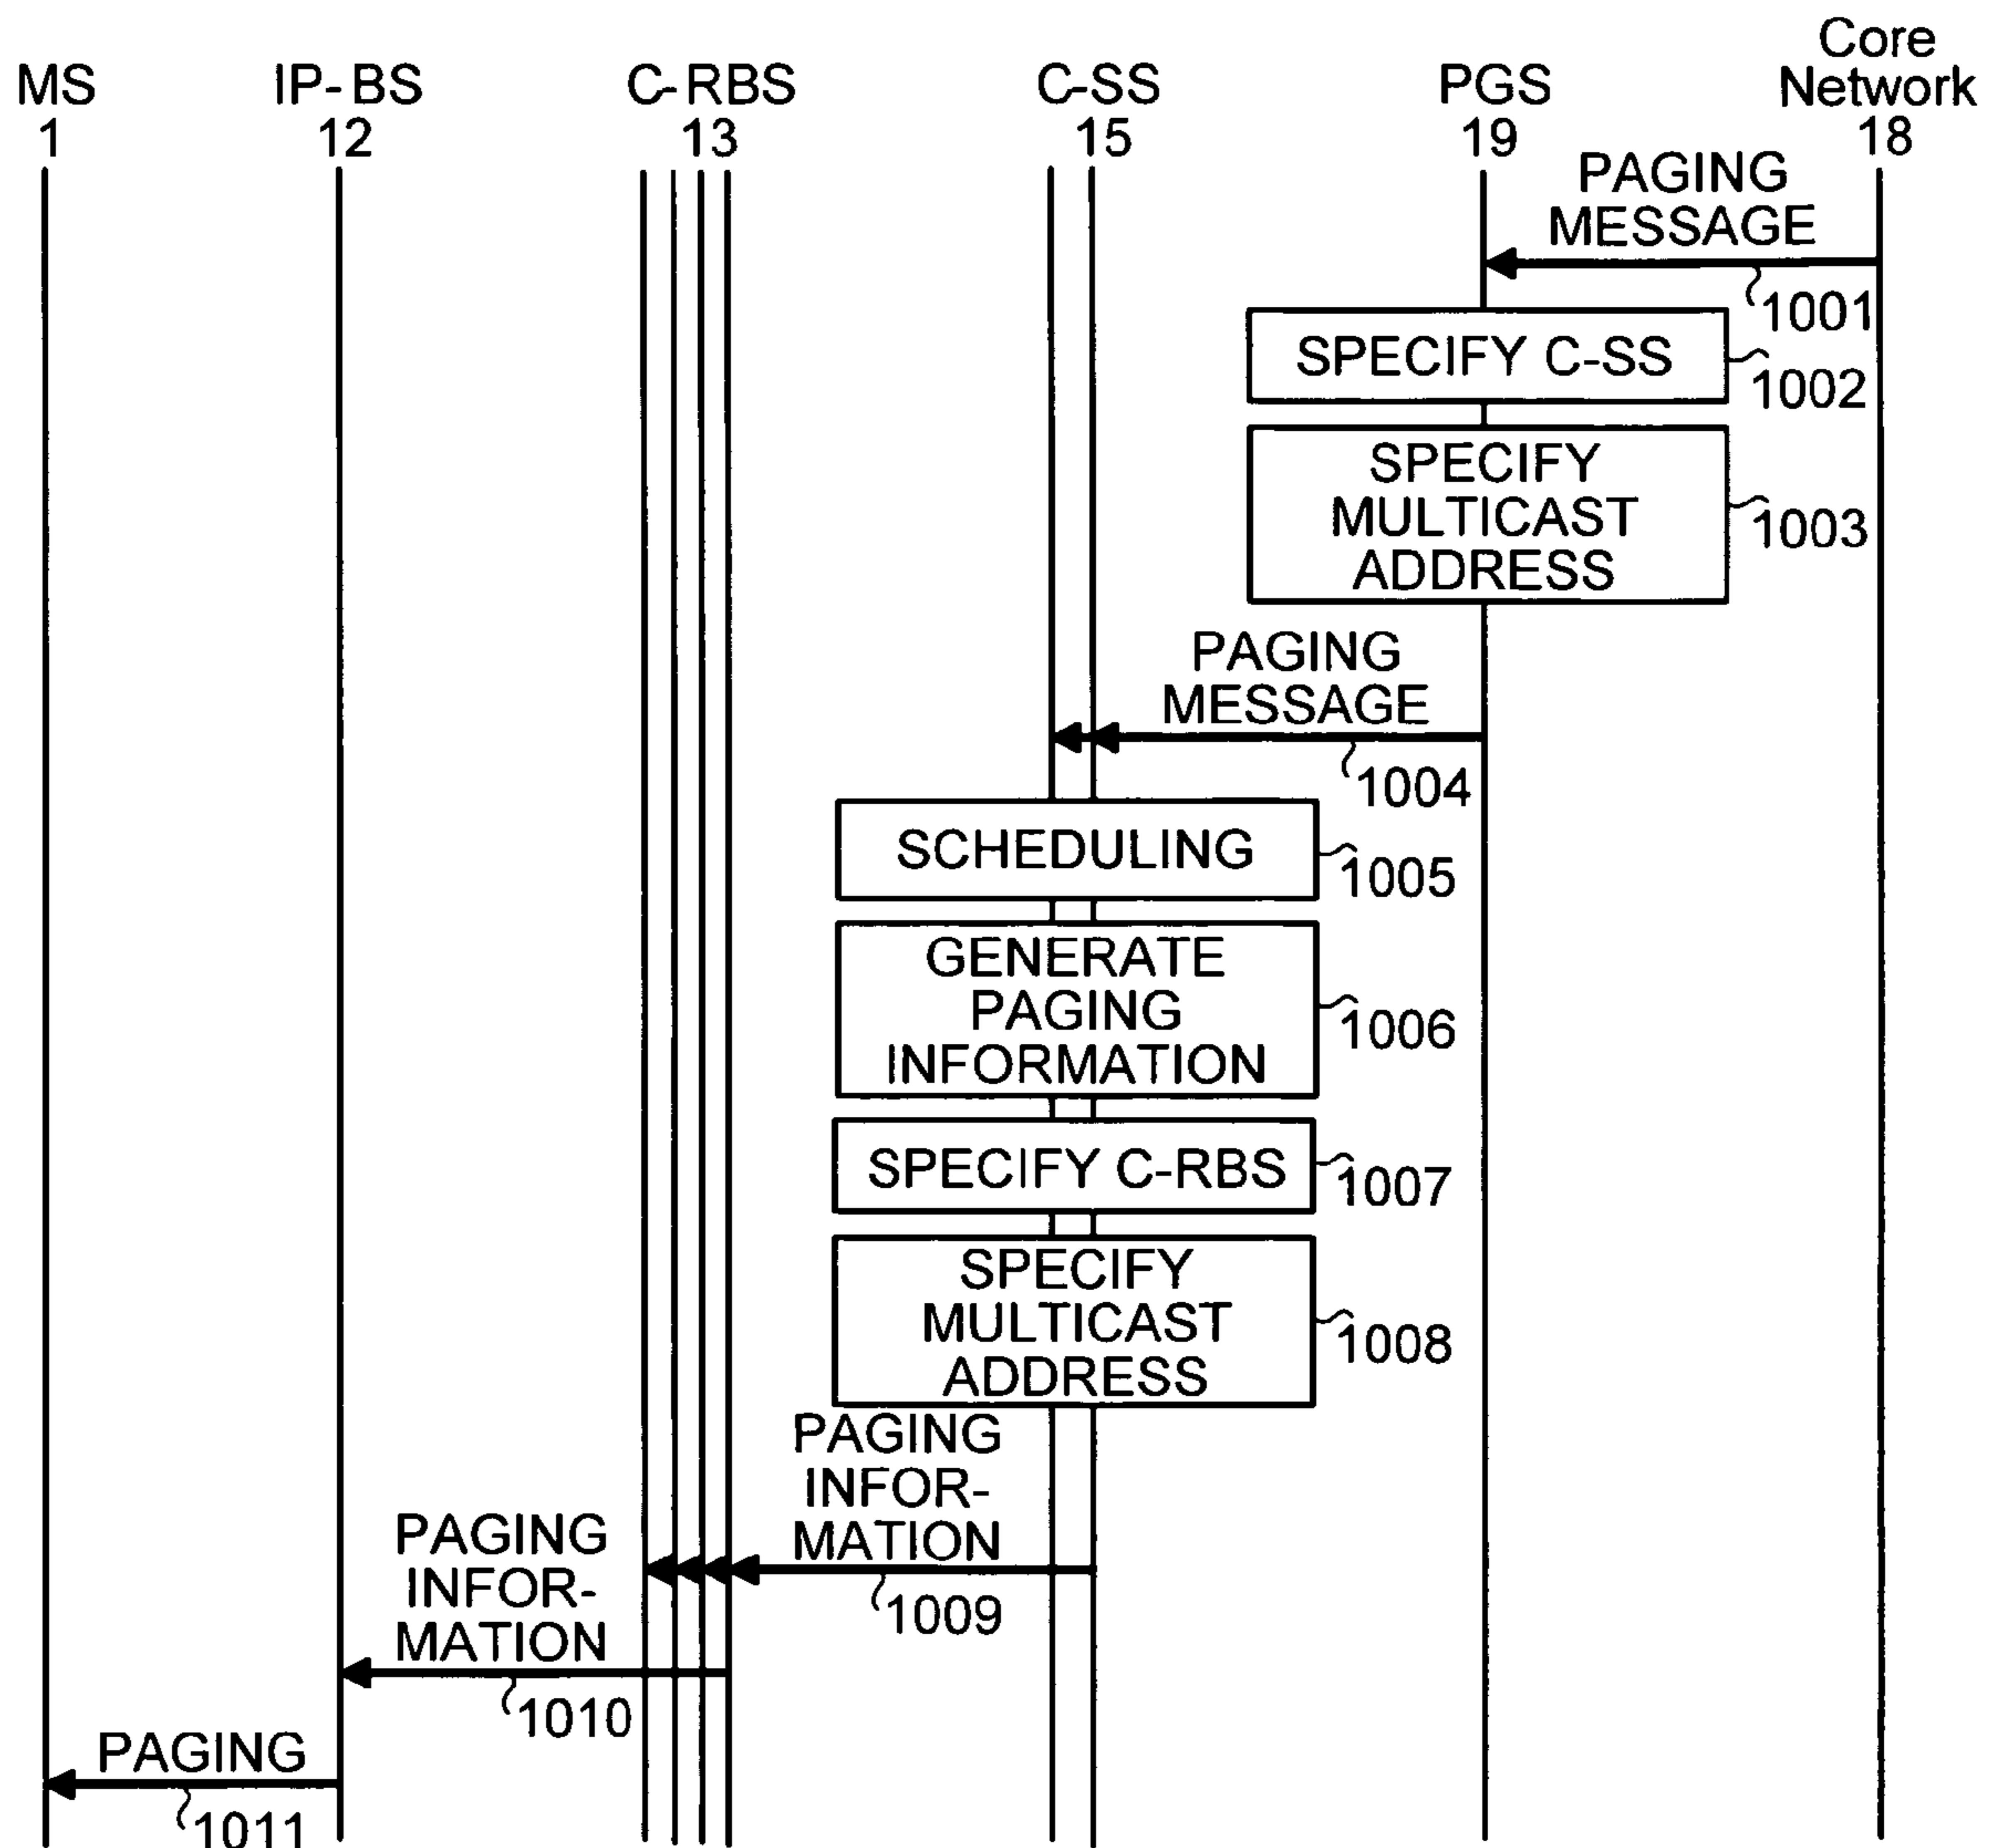 MS
1
IP-BS
12
C-RBS
13
C-SS
15
PGS
19
Core
Network
18
PAGING
MESSAGE
1001
SPECIFY C-SS
1002
SPECIFY
MULTICAST
ADDRESS
1003
PAGING
MESSAGE
1004
SCHEDULING
1005
GENERATE
PAGING
INFORMATION
1006
SPECIFY C-RBS
1007
SPECIFY
MULTICAST
ADDRESS
1008
PAGING
INFOR-
MATION
1009
PAGING
INFOR-
MATION
1010
PAGING
1011